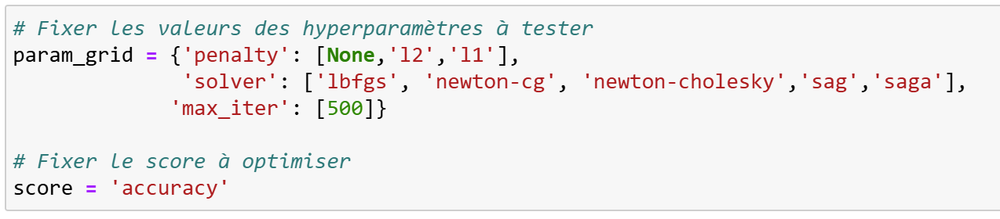 # Fixer les valeurs des hyperparamètres à tester
param_grid = {'penalty': [None,'l2','l1'],
'solver': ['lbfgs', 'newton-cg', 'newton-cholesky','sag','saga'],
'max_iter': [500]}
# Fixer le score à optimiser
score = 'accuracy'